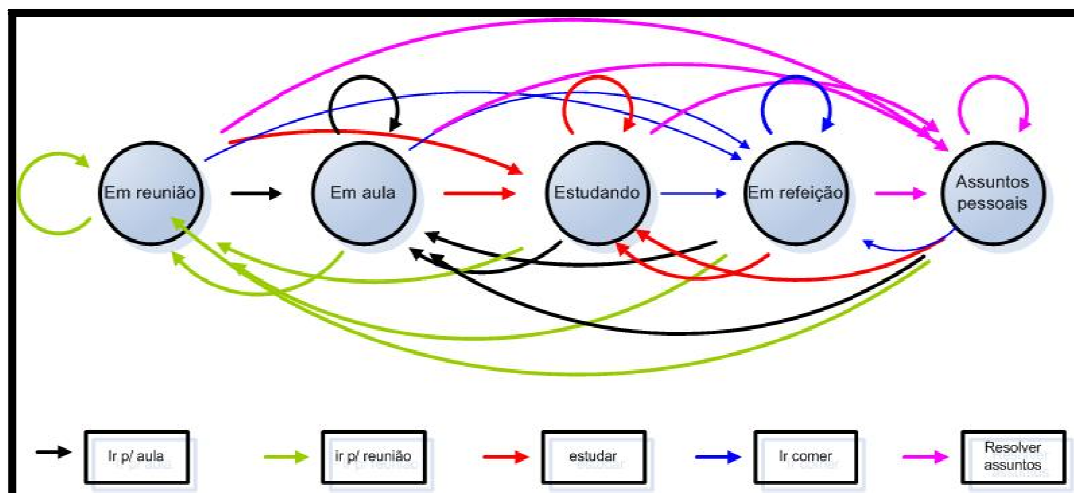 Em reunião
Em aula
Estudando
Em refeição
Assuntos
pessoais
Ir p/ aula
ir p/ reunião
estudar
Ir comer
Resolver
assuntos